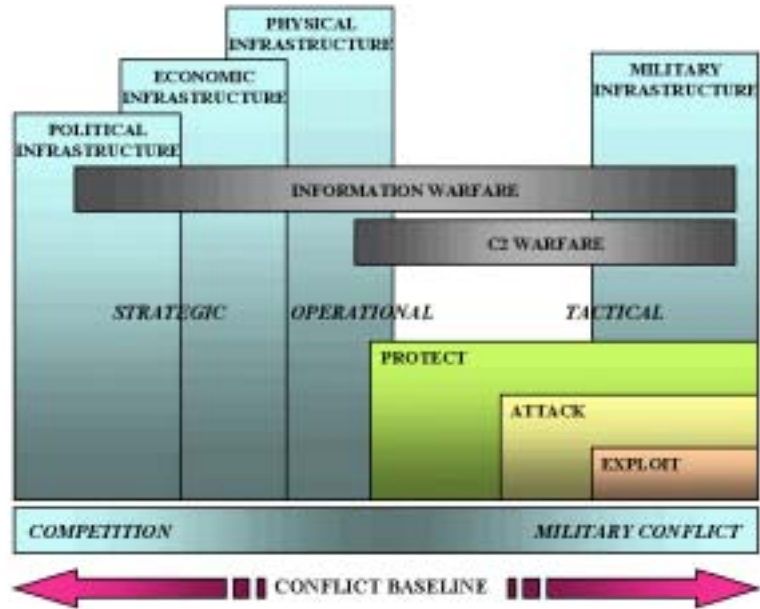 PHYSICAL
INFRASTRUCTURE
ECONOMIC
INFRASTRUCTURE
MILITARY
INFRASTRUCTURE
POLITICAL
INFRASTRUCTURE
INFORMATION WARFARE
C2 WARFARE
STRATEGIC
OPERATIONAL
TACTICAL
PROTECT
ATTACK
EXPLOIT
COMPETITION
MILITARY CONFLICT
CONFLICT BASELINE